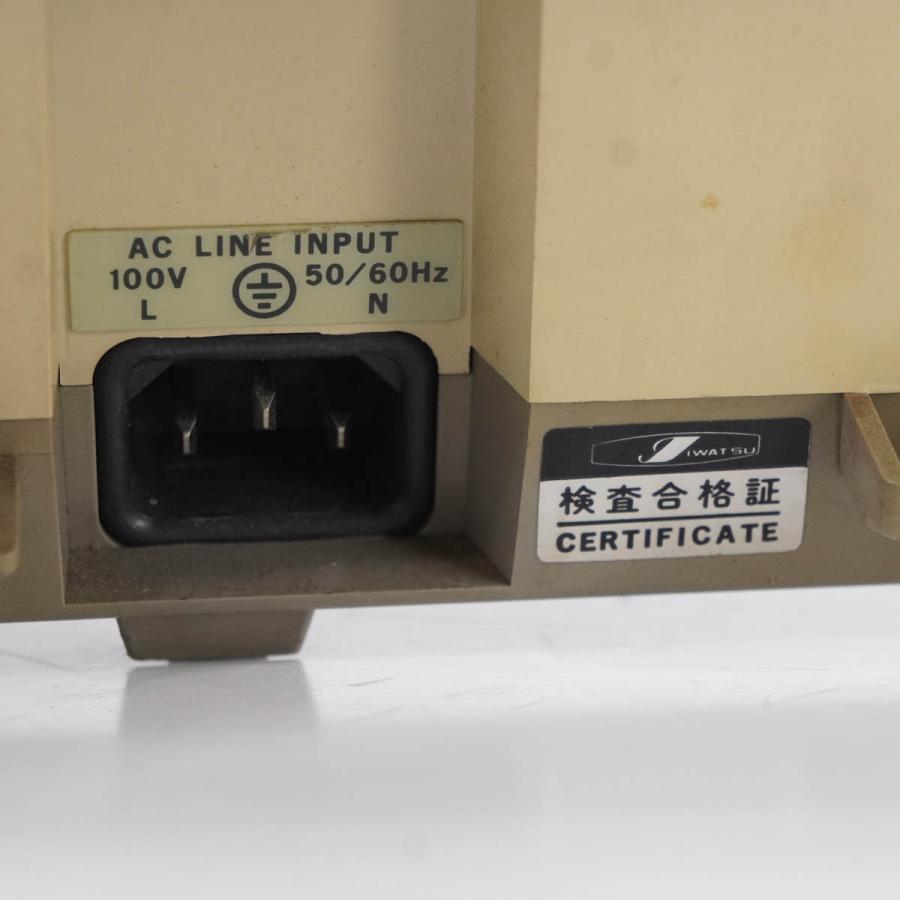 AC LINE INPUT
100V 50/60Hz
L N
IWATSU
検査合格証
CERTIFICATE